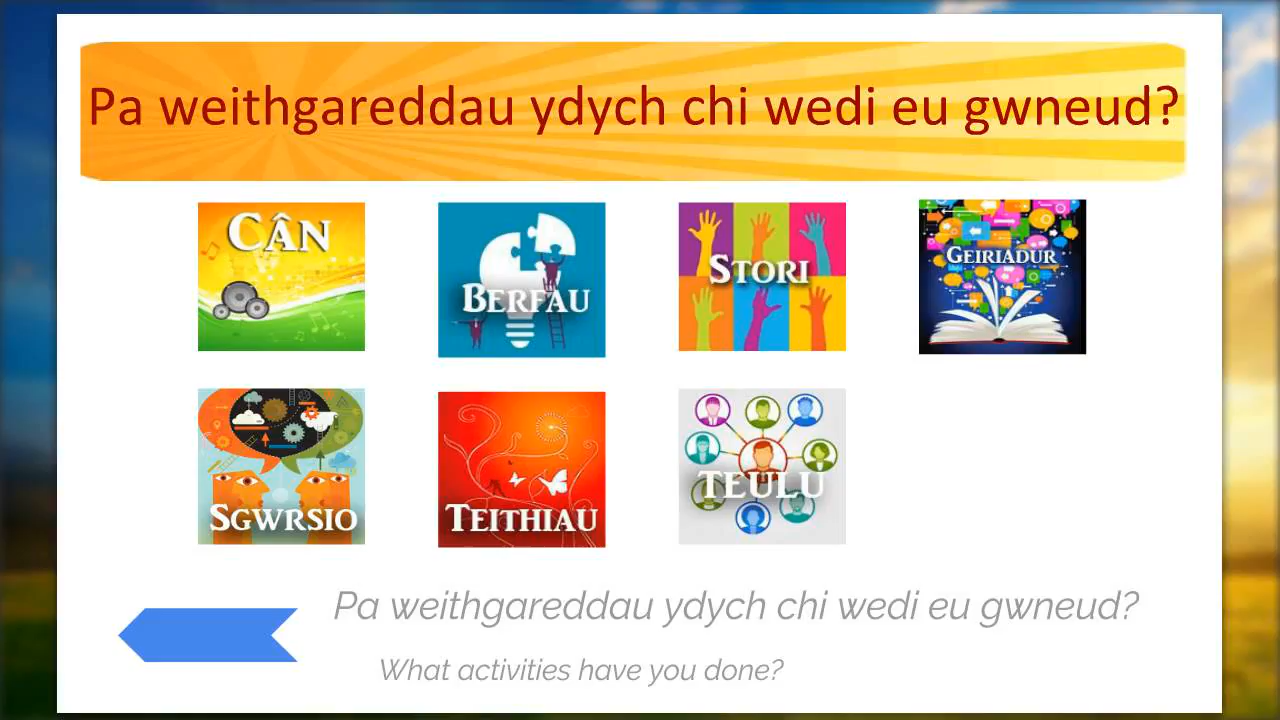 Pa weithgareddau ydych chi wedi eu gwneud?
CÂN
BERFAU
STORI
GEIRIADUR
SGWRSIO
TEITHIAU
TEULU
Pa weithgareddau ydych chi wedi eu gwneud?
What activities have you done?